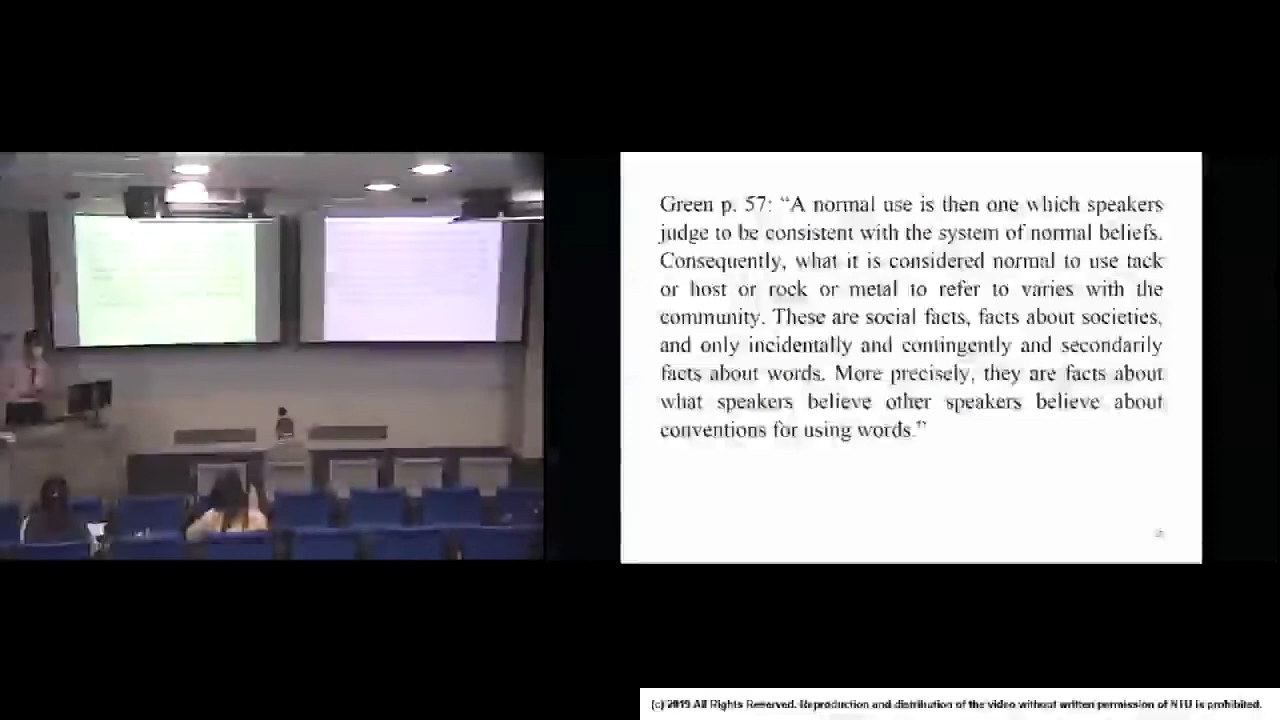 Green p. 57: “A normal use is then one which speakers
judge to be consistent with the system of normal beliefs.
Consequently, what it is considered normal to use tack
or host or rock or metal to refer to varies with the
community. These are social facts, facts about societies,
and only incidentally and contingently and secondarily
facts about words. More precisely, they are facts about
what speakers believe other speakers believe about
conventions for using words.”
All Rights Reserved. Reproduction and distribution of the video without written permission of NTU is prohibited.